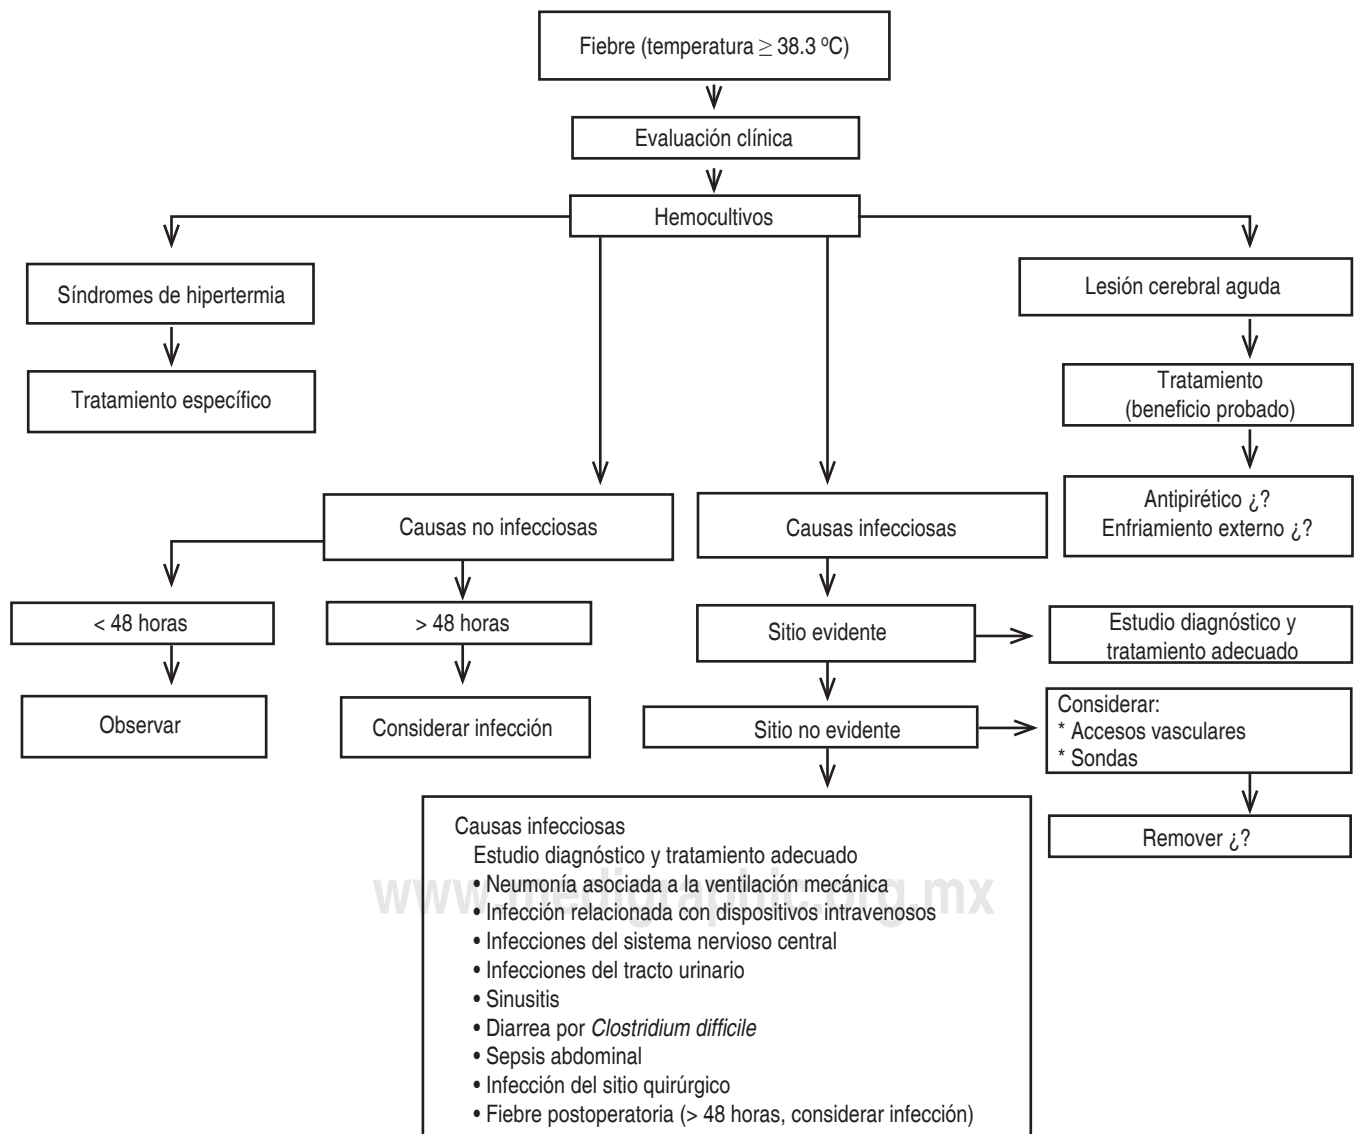 Fiebre (temperatura ≥ 38.3 ºC)
Evaluación clínica
Hemocultivos
Síndromes de hipertermia
Tratamiento específico
Lesión cerebral aguda
Tratamiento
(beneficio probado)
Antipirético ¿?
Enfriamiento externo ¿?
Causas no infecciosas
< 48 horas
Observar
> 48 horas
Considerar infección
Causas infecciosas
Sitio evidente
Estudio diagnóstico y
tratamiento adecuado
Sitio no evidente
Considerar:
* Accesos vasculares
* Sondas
Remover ¿?
Causas infecciosas
Estudio diagnóstico y tratamiento adecuado
• Neumonía asociada a la ventilación mecánica
• Infección relacionada con dispositivos intravenosos
• Infecciones del sistema nervioso central
• Infecciones del tracto urinario
• Sinusitis
• Diarrea por Clostridium difficile
• Sepsis abdominal
• Infección del sitio quirúrgico
• Fiebre postoperatoria (> 48 horas, considerar infección)
www.medigraphic.org.mx